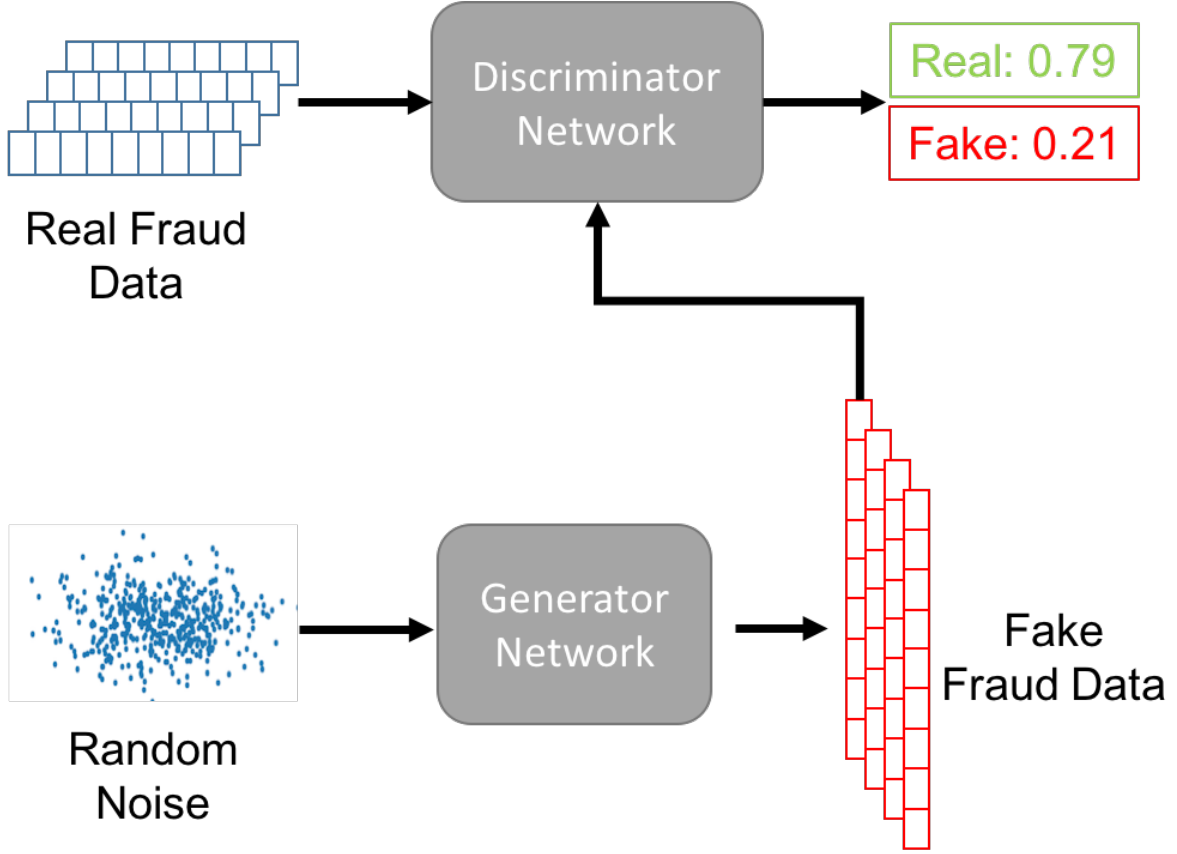 Discriminator
Network
Real: 0.79
Fake: 0.21
Real Fraud
Data
Generator
Network
Fake
Fraud Data
Random
Noise